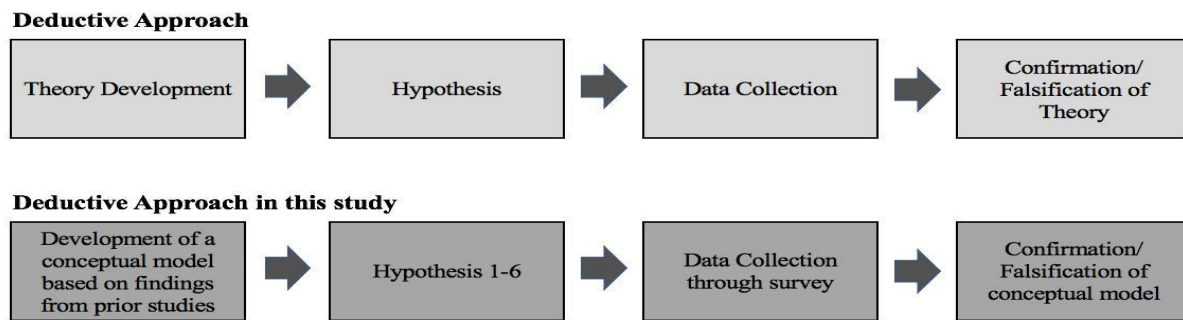 Deductive Approach
Theory Development
Hypothesis
Data Collection
Confirmation/
Falsification of
Theory
Deductive Approach in this study
Development of a
conceptual model
based on findings
from prior studies
Hypothesis 1-6
Data Collection
through survey
Confirmation/
Falsification of
conceptual model